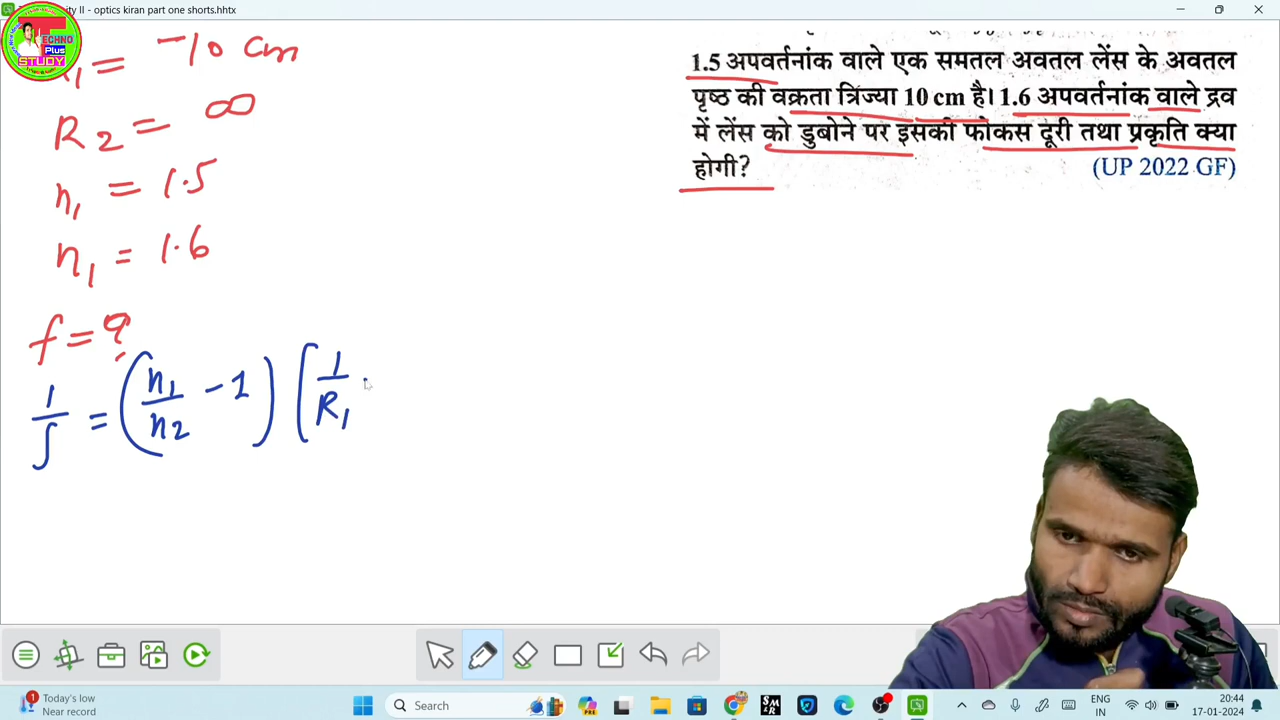 ity II - optics kiran part one shorts.hhtx
TECHNO
Plus
STUDY
R1 = -10 cm
R2 = ∞
n1 = 1.5
n1 = 1.6
f = ?
1/f = (n1/n2 - 1) [1/R1
1.5 अपवर्तनांक वाले एक समतल अवतल लेंस के अवतल
पृष्ठ की वक्रता त्रिज्या 10 cm है। 1.6 अपवर्तनांक वाले द्रव
में लेंस को डुबोने पर इसकी फोकस दूरी तथा प्रकृति क्या
होगी?
(UP 2022 GF)
1
Today's low
Near record
Search
ENG
IN
20:44
17-01-2024